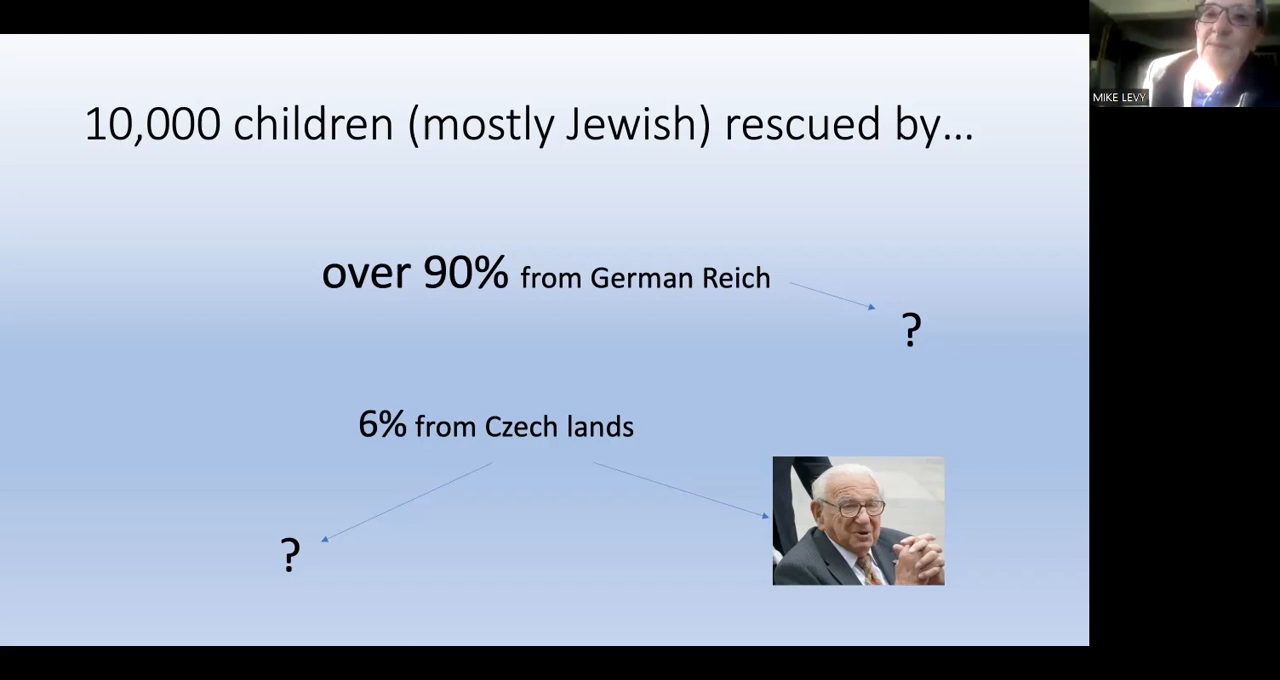 10,000 children (mostly Jewish) rescued by...
over 90% from German Reich
?
6% from Czech lands
?
MIKE LEVY